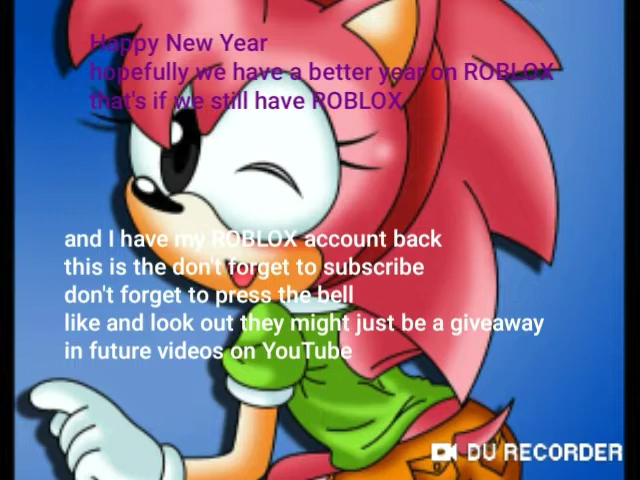 Happy New Year
hopefully we have a better year on ROBLOX
that's if we still have ROBLOX
and I have my ROBLOX account back
this is the don't forget to subscribe
don't forget to press the bell
like and look out they might just be a giveaway
in future videos on YouTube
DU RECORDER